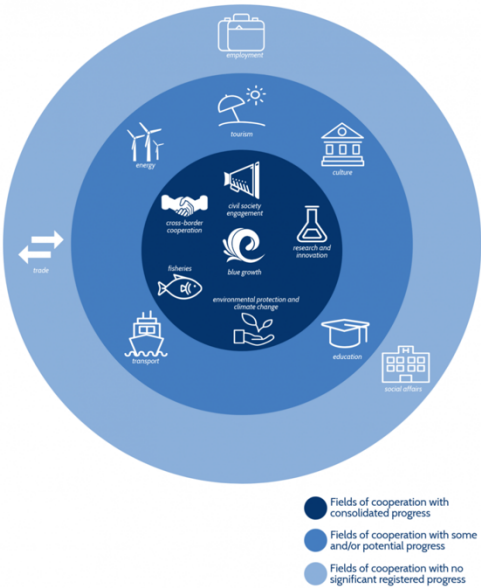 employment
tourism
energy
culture
civil society
engagement
cross-border
cooperation
research and
innovation
blue growth
trade
fisheries
environmental protection and
climate change
transport
education
social affairs
Fields of cooperation with
consolidated progress
Fields of cooperation with some
and/or potential progress
Fields of cooperation with no
significant registered progress